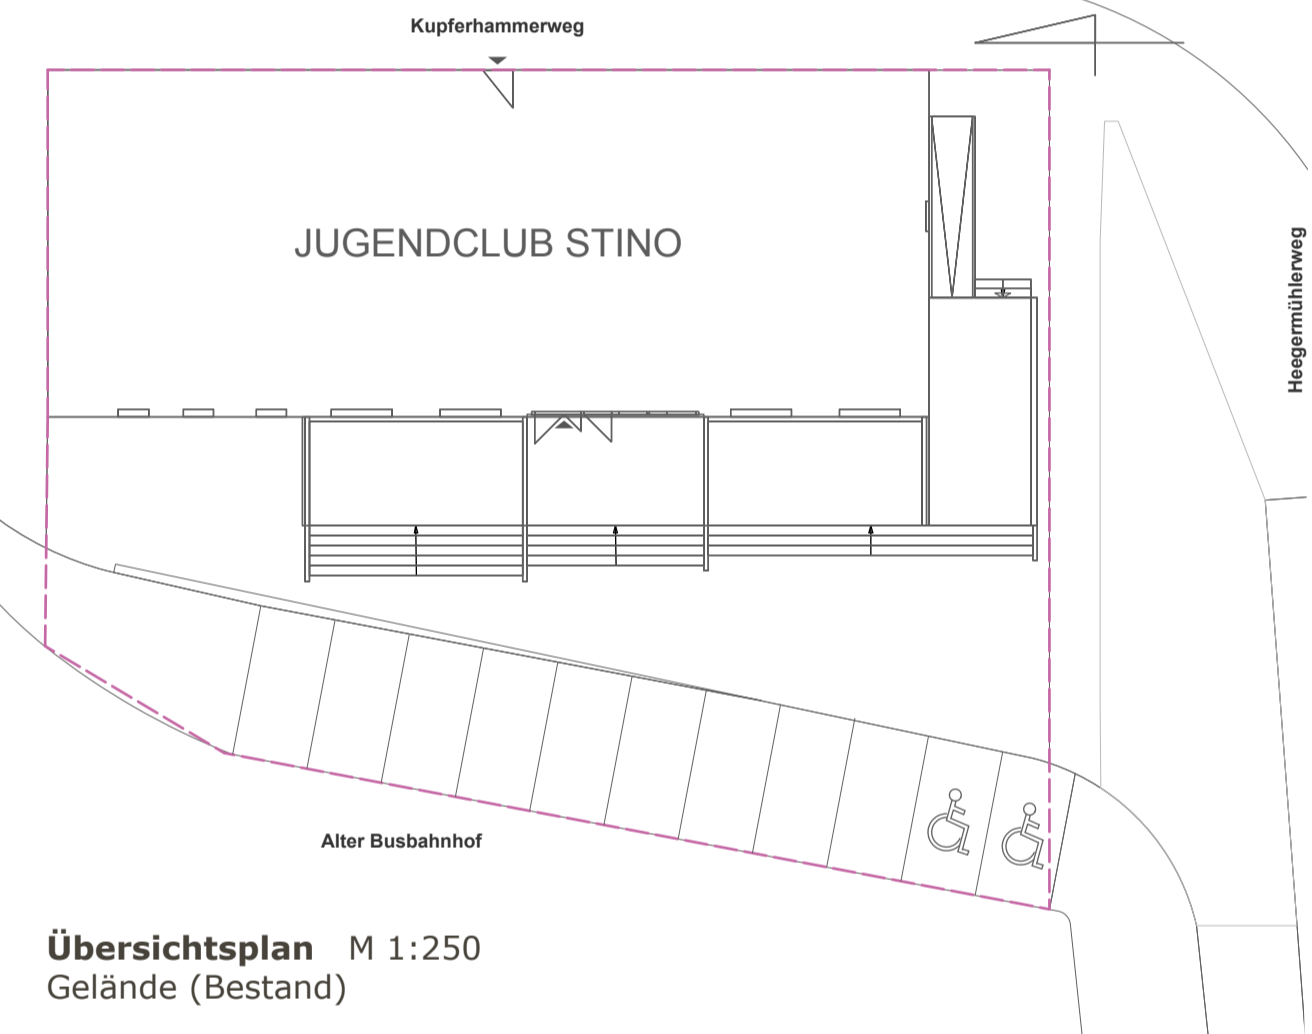 Kupferhammerweg
JUGENDCLUB STINO
Heegermühlerweg
Alter Busbahnhof
Übersichtsplan M 1:250
Gelände (Bestand)